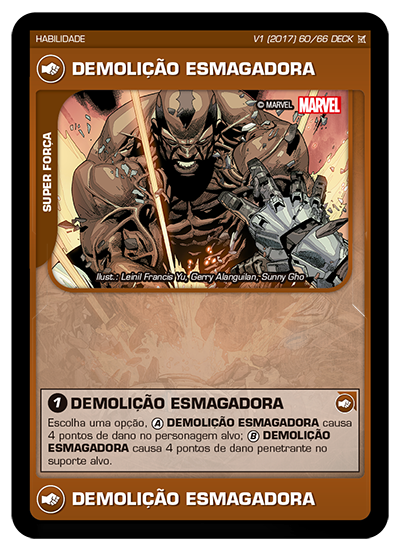 HABILIDADE
V1 (2017) 60/66 DECK
DEMOLIÇÃO ESMAGADORA
© MARVEL MARVEL
SUPER FORÇA
Ilust.: Leinil Francis Yu, Gerry Alanguilan, Sunny Gho
1 DEMOLIÇÃO ESMAGADORA
Escolha uma opção, A DEMOLIÇÃO ESMAGADORA causa
4 pontos de dano no personagem alvo; B DEMOLIÇÃO
ESMAGADORA causa 4 pontos de dano penetrante no
suporte alvo.
DEMOLIÇÃO ESMAGADORA